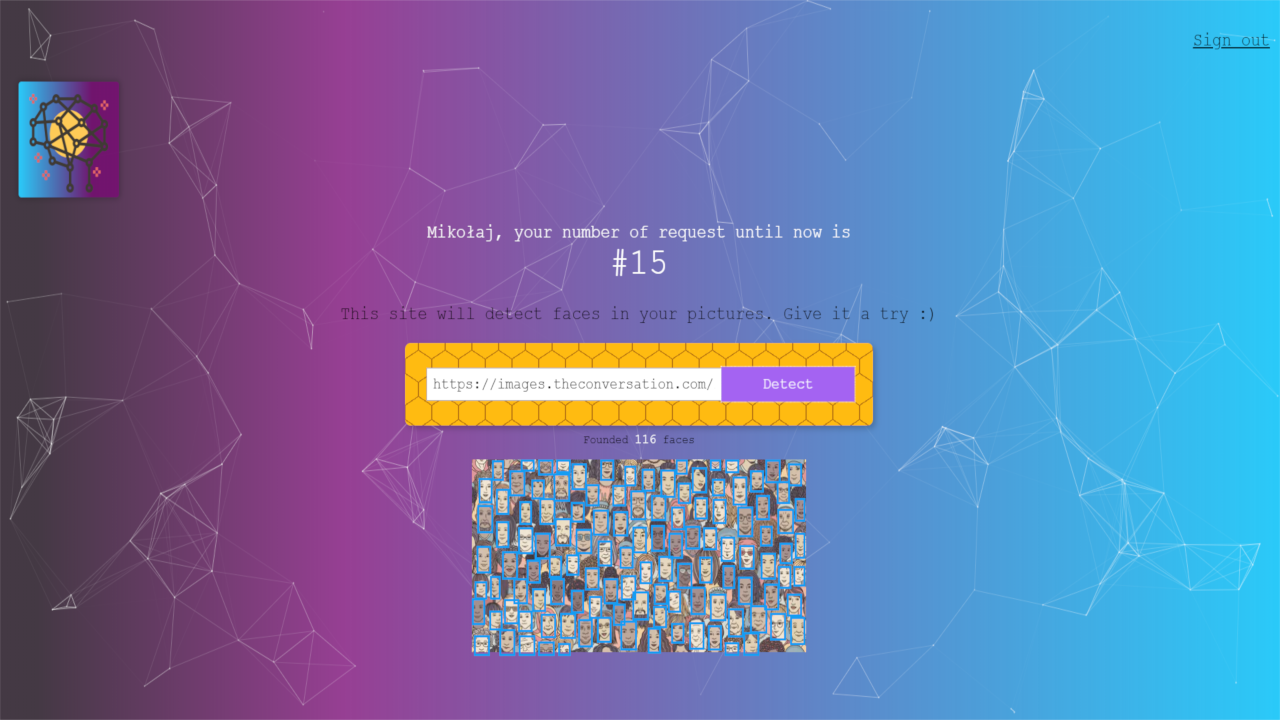 Sign out
Mikołaj, your number of request until now is
#15
This site will detect faces in your pictures. Give it a try :)
https://images.theconversation.com/
Detect
Founded 116 faces